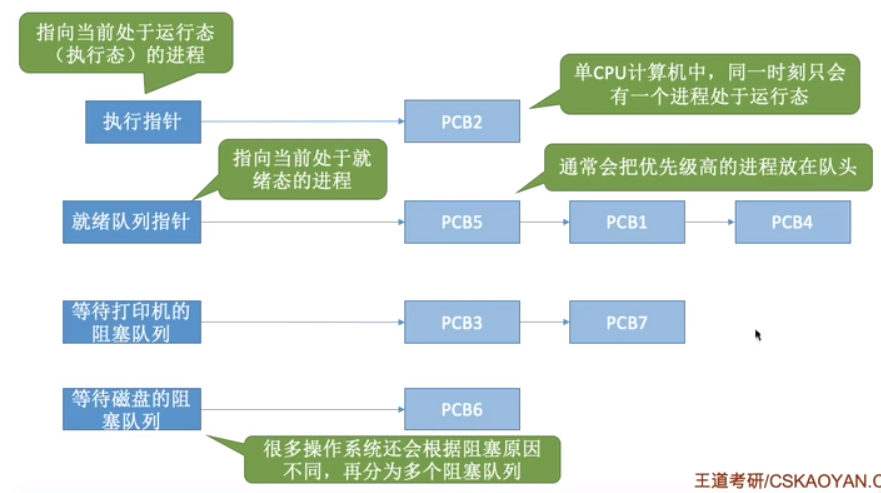 指向当前处于运行态
（执行态）的进程
单CPU计算机中，同一时刻只会
有一个进程处于运行态
执行指针
PCB2
指向当前处于就
绪态的进程
通常会把优先级高的进程放在队头
就绪队列指针
PCB5
PCB1
PCB4
等待打印机的
阻塞队列
PCB3
PCB7
等待磁盘的阻
塞队列
PCB6
很多操作系统还会根据阻塞原因
不同，再分为多个阻塞队列
王道考研/CSKAOYAN.C